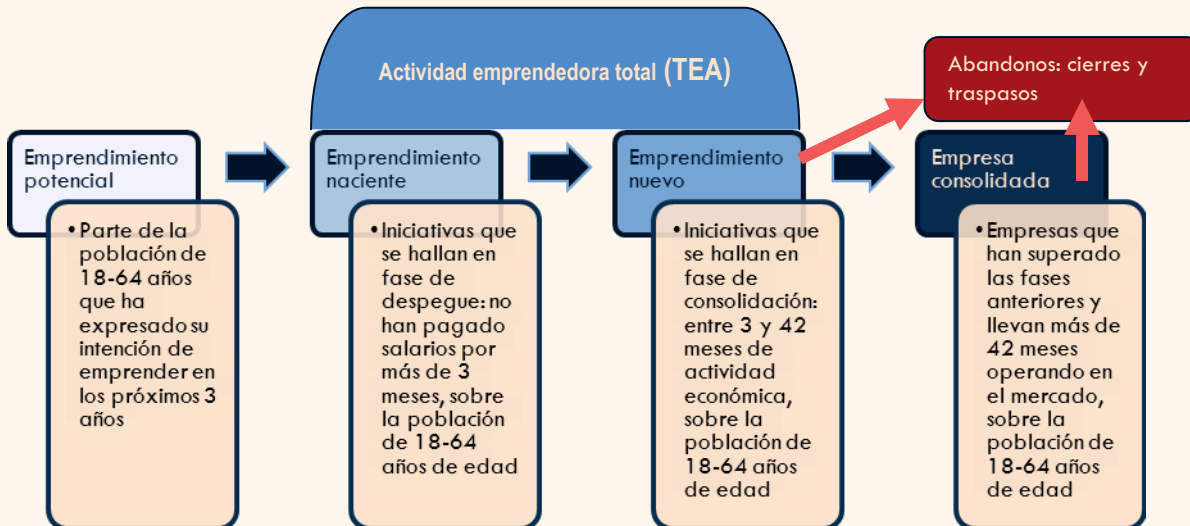 Actividad emprendedora total (TEA)
Abandonos: cierres y
traspasos
Emprendimiento
potencial
Emprendimiento
naciente
Emprendimiento
nuevo
Empresa
consolidada
•Parte de la
población de
18-64 años
que ha
expresado su
intención de
emprender en
los próximos 3
años
•Iniciativas que
se hallan en
fase de
despegue: no
han pagado
salarios por
más de 3
meses, sobre
la población
de 18-64
años de edad
•Iniciativas que
se hallan en
fase de
consolidación:
entre 3 y 42
meses de
actividad
económica,
sobre la
población de
18-64 años
de edad
•Empresas que
han superado
las fases
anteriores y
llevan más de
42 meses
operando en
el mercado,
sobre la
población de
18-64 años de
de edad